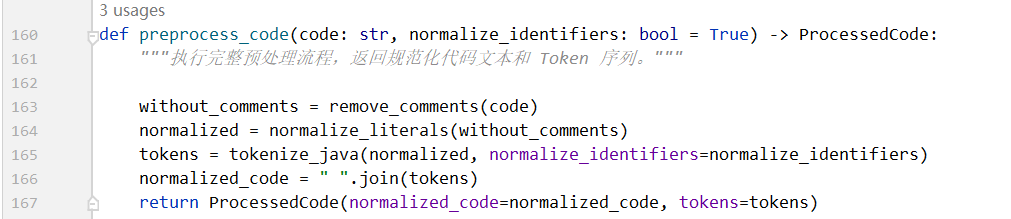 3 usages
160 def preprocess_code(code: str, normalize_identifiers: bool = True) -> ProcessedCode:
161     """执行完整预处理流程，返回规范化代码文本和 Token 序列。"""
162
163     without_comments = remove_comments(code)
164     normalized = normalize_literals(without_comments)
165     tokens = tokenize_java(normalized, normalize_identifiers=normalize_identifiers)
166     normalized_code = " ".join(tokens)
167     return ProcessedCode(normalized_code=normalized_code, tokens=tokens)